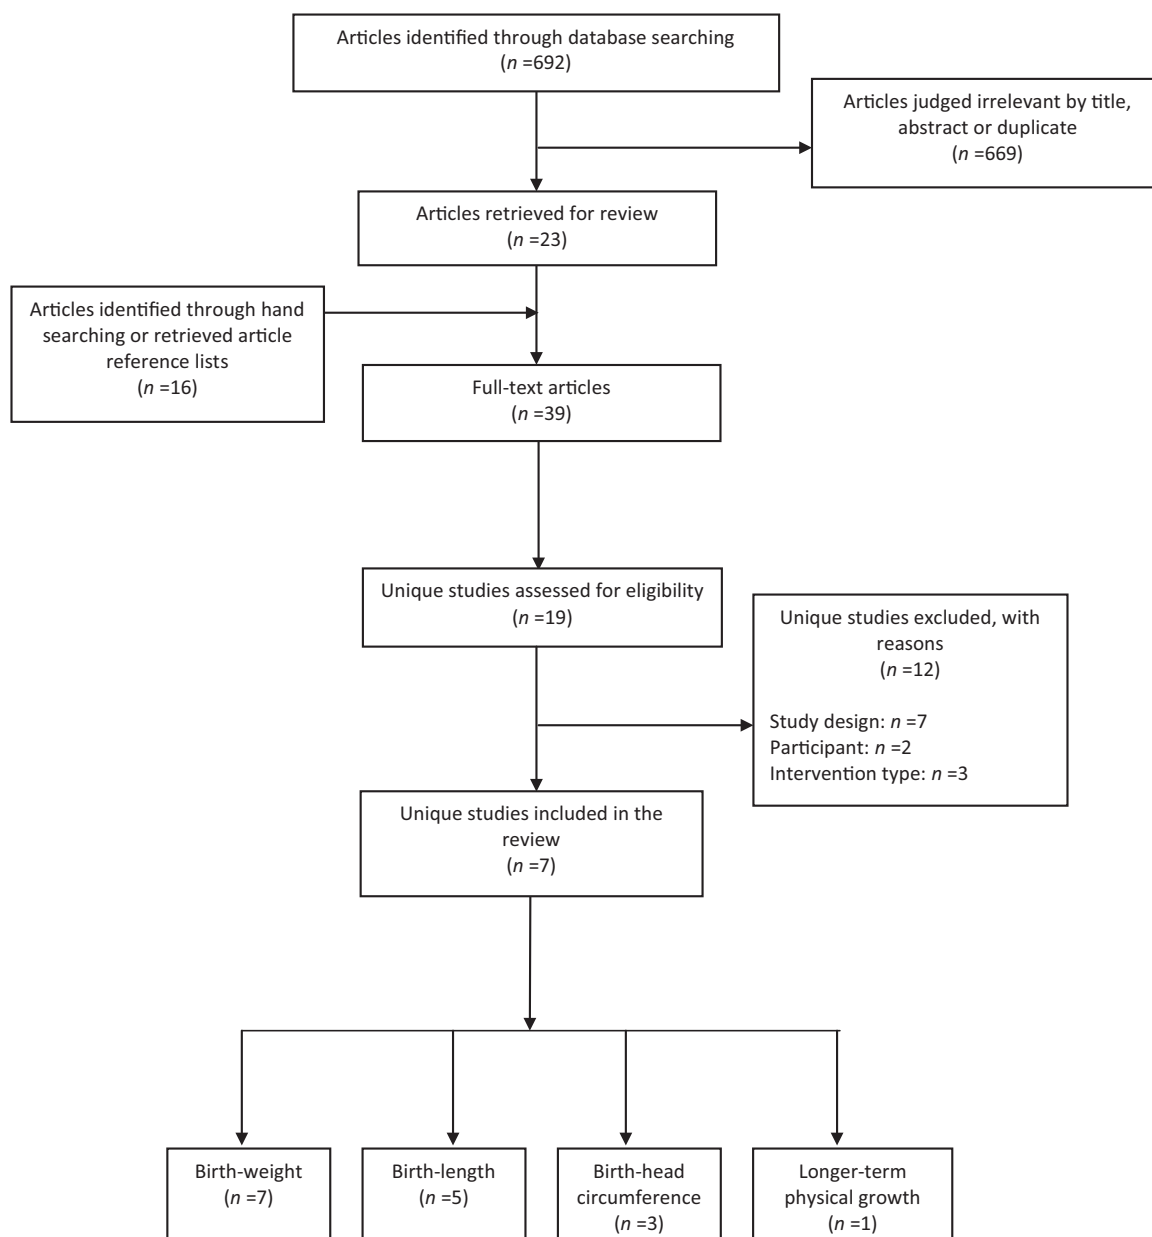 Articles identified through database searching
(n =692)
Articles judged irrelevant by title,
abstract or duplicate
(n =669)
Articles retrieved for review
(n =23)
Articles identified through hand
searching or retrieved article
reference lists
(n =16)
Full-text articles
(n =39)
Unique studies assessed for eligibility
(n =19)
Unique studies excluded, with
reasons
(n =12)
Study design: n =7
Participant: n =2
Intervention type: n =3
Unique studies included in the
review
(n =7)
Birth-weight
(n =7)
Birth-length
(n =5)
Birth-head
circumference
(n =3)
Longer-term
physical growth
(n =1)